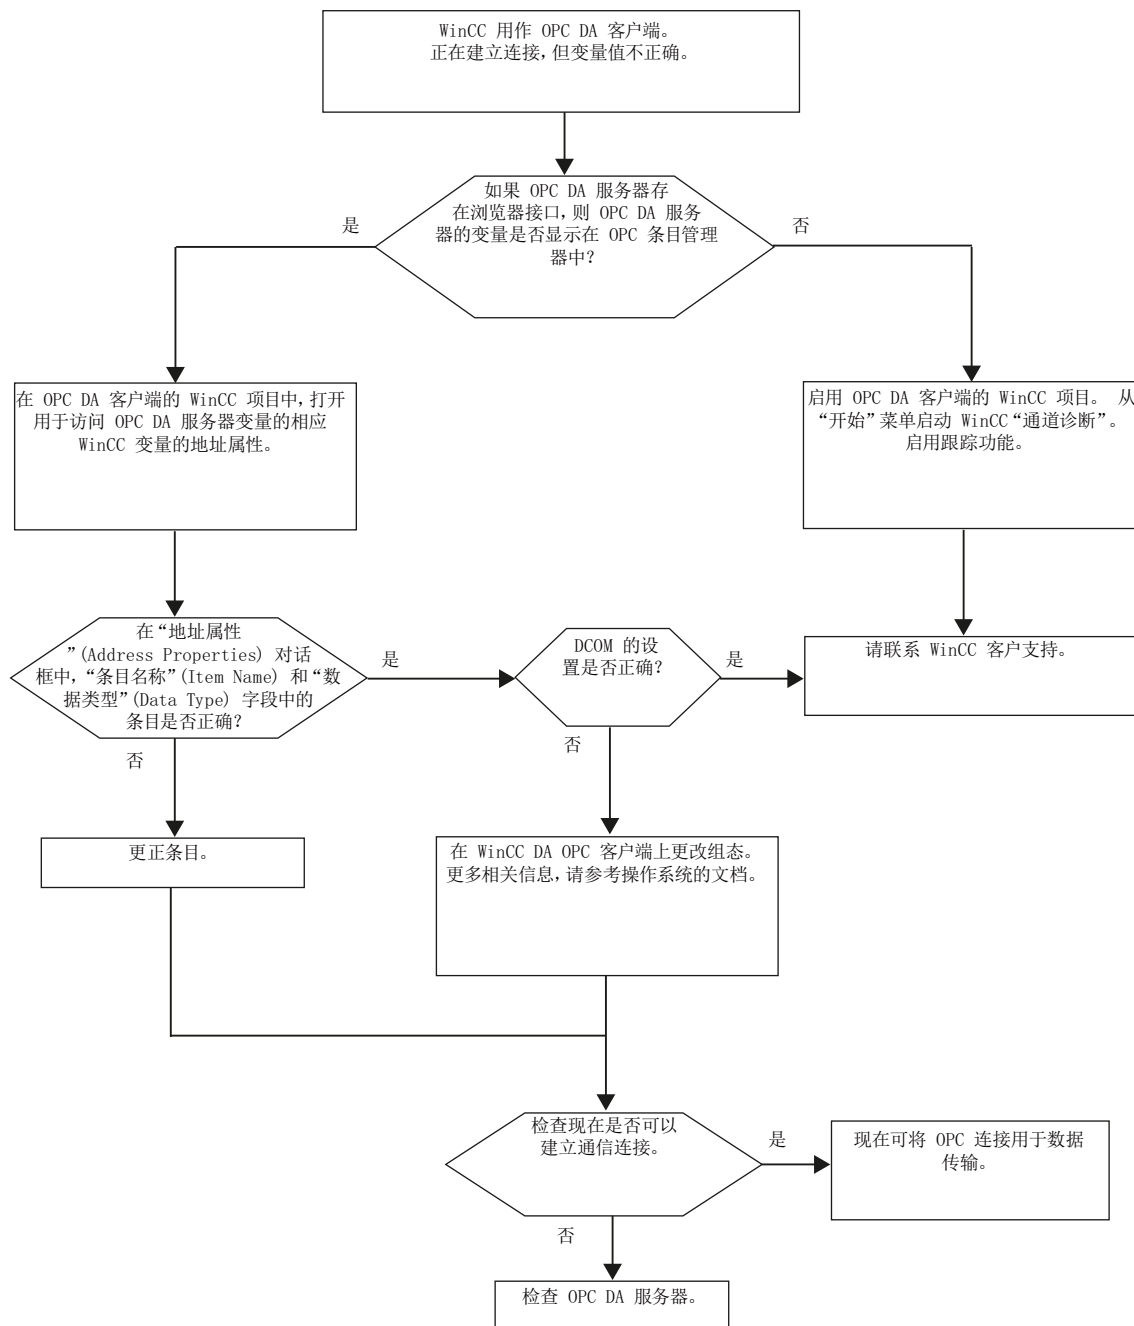 WinCC 用作 OPC DA 客户端。
正在建立连接,但变量值不正确。
如果 OPC DA 服务器存
在浏览器接口,则 OPC DA 服务
器的变量是否显示在 OPC 条目管理
器中?
是
否
在 OPC DA 客户端的 WinCC 项目中,打开
用于访问 OPC DA 服务器变量的相应
WinCC 变量的地址属性。
启用 OPC DA 客户端的 WinCC 项目。 从
“开始”菜单启动 WinCC“通道诊断”。
启用跟踪功能。
在“地址属性
”(Address Properties) 对话
框中, “条目名称”(Item Name) 和“数
据类型”(Data Type) 字段中的
条目是否正确?
是
DCOM 的设
置是否正确?
是
请联系 WinCC 客户支持。
否
否
更正条目。
在 WinCC DA OPC 客户端上更改组态。
更多相关信息,请参考操作系统的文档。
检查现在是否可以
建立通信连接。
是
现在可将 OPC 连接用于数据
传输。
否
检查 OPC DA 服务器。